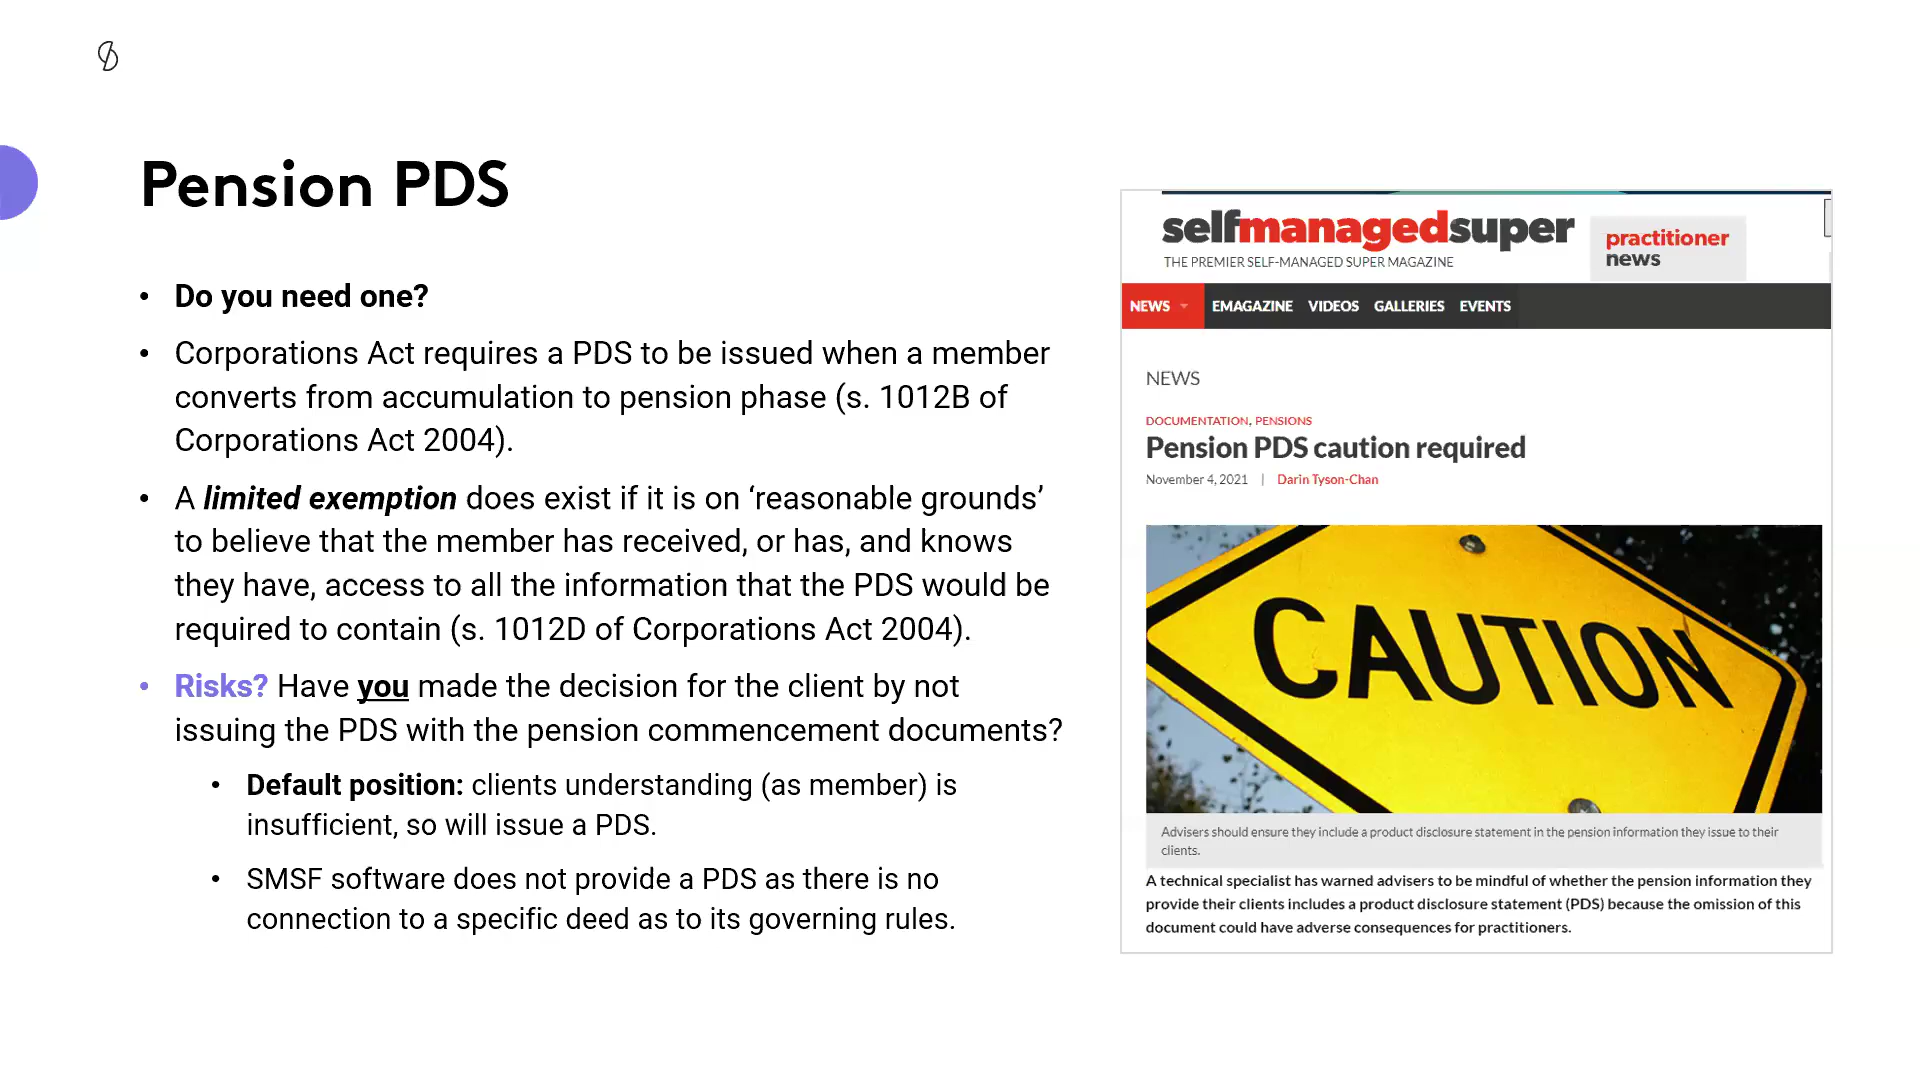 Pension PDS
• Do you need one?
• Corporations Act requires a PDS to be issued when a member
converts from accumulation to pension phase (s. 1012B of
Corporations Act 2004).
• A limited exemption does exist if it is on ‘reasonable grounds’
to believe that the member has received, or has, and knows
they have, access to all the information that the PDS would be
required to contain (s. 1012D of Corporations Act 2004).
• Risks? Have you made the decision for the client by not
issuing the PDS with the pension commencement documents?
• Default position: clients understanding (as member) is
insufficient, so will issue a PDS.
• SMSF software does not provide a PDS as there is no
connection to a specific deed as to its governing rules.
selfmanagedsuper
THE PREMIER SELF-MANAGED SUPER MAGAZINE
practitioner
news
NEWS EMAGAZINE VIDEOS GALLERIES EVENTS
NEWS
DOCUMENTATION, PENSIONS
Pension PDS caution required
November 4, 2021 | Darin Tyson-Chan
CAUTION
Advisers should ensure they include a product disclosure statement in the pension information they issue to their
clients.
A technical specialist has warned advisers to be mindful of whether the pension information they
provide their clients includes a product disclosure statement (PDS) because the omission of this
document could have adverse consequences for practitioners.